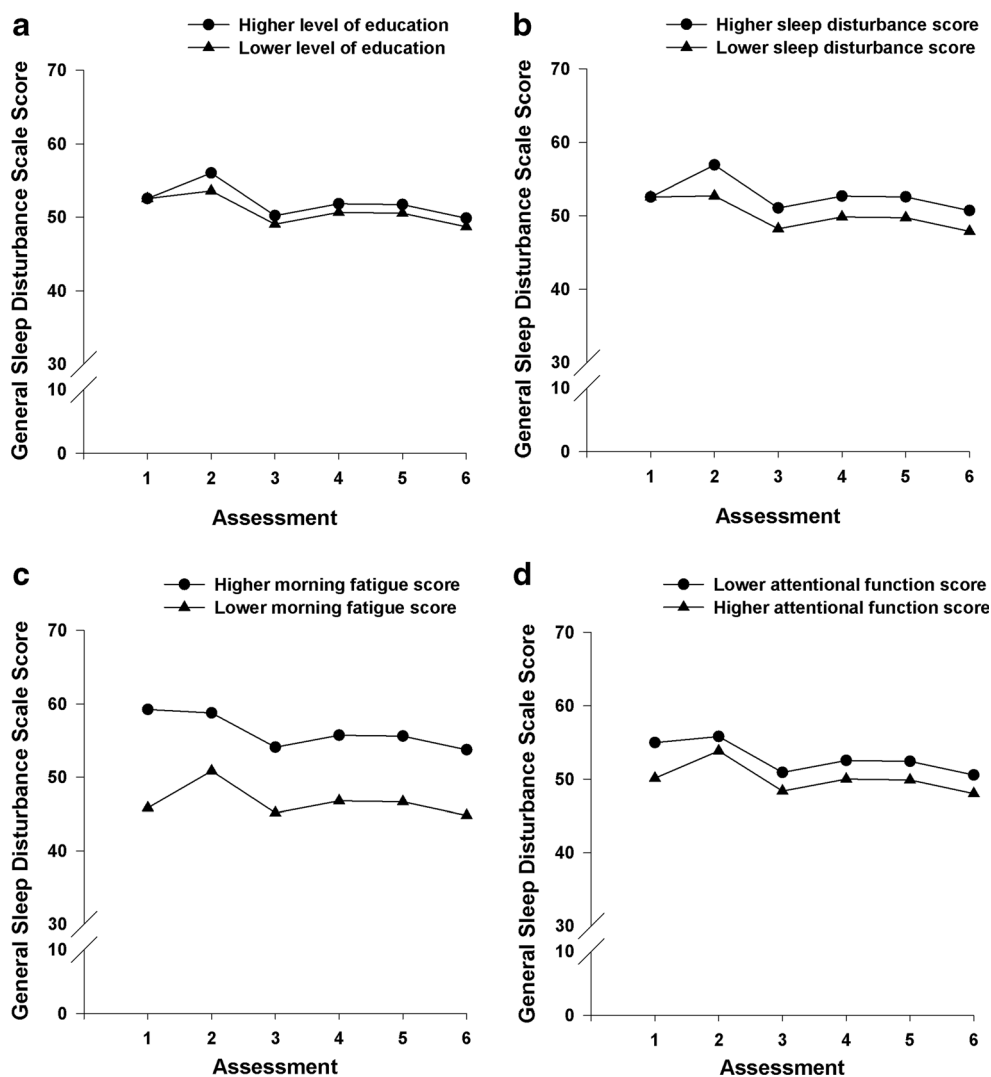 a
Higher level of education
Lower level of education
General Sleep Disturbance Scale Score
70
60
50
40
30
10
0
1 2 3 4 5 6
Assessment
b
Higher sleep disturbance score
Lower sleep disturbance score
General Sleep Disturbance Scale Score
70
60
50
40
30
10
0
1 2 3 4 5 6
Assessment
c
Higher morning fatigue score
Lower morning fatigue score
General Sleep Disturbance Scale Score
70
60
50
40
30
10
0
1 2 3 4 5 6
Assessment
d
Lower attentional function score
Higher attentional function score
General Sleep Disturbance Scale Score
70
60
50
40
30
10
0
1 2 3 4 5 6
Assessment